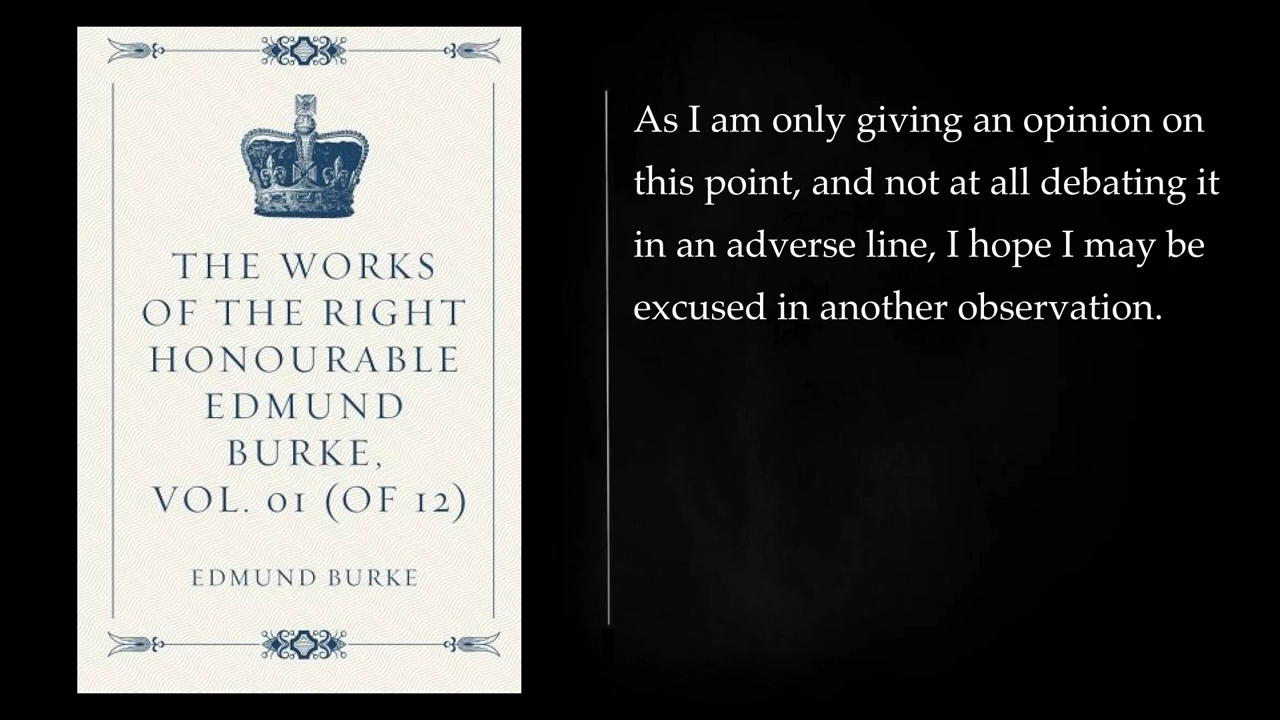 THE WORKS
OF THE RIGHT
HONOURABLE
EDMUND
BURKE,
VOL. 01 (OF 12)
EDMUND BURKE
As I am only giving an opinion on
this point, and not at all debating it
in an adverse line, I hope I may be
excused in another observation.